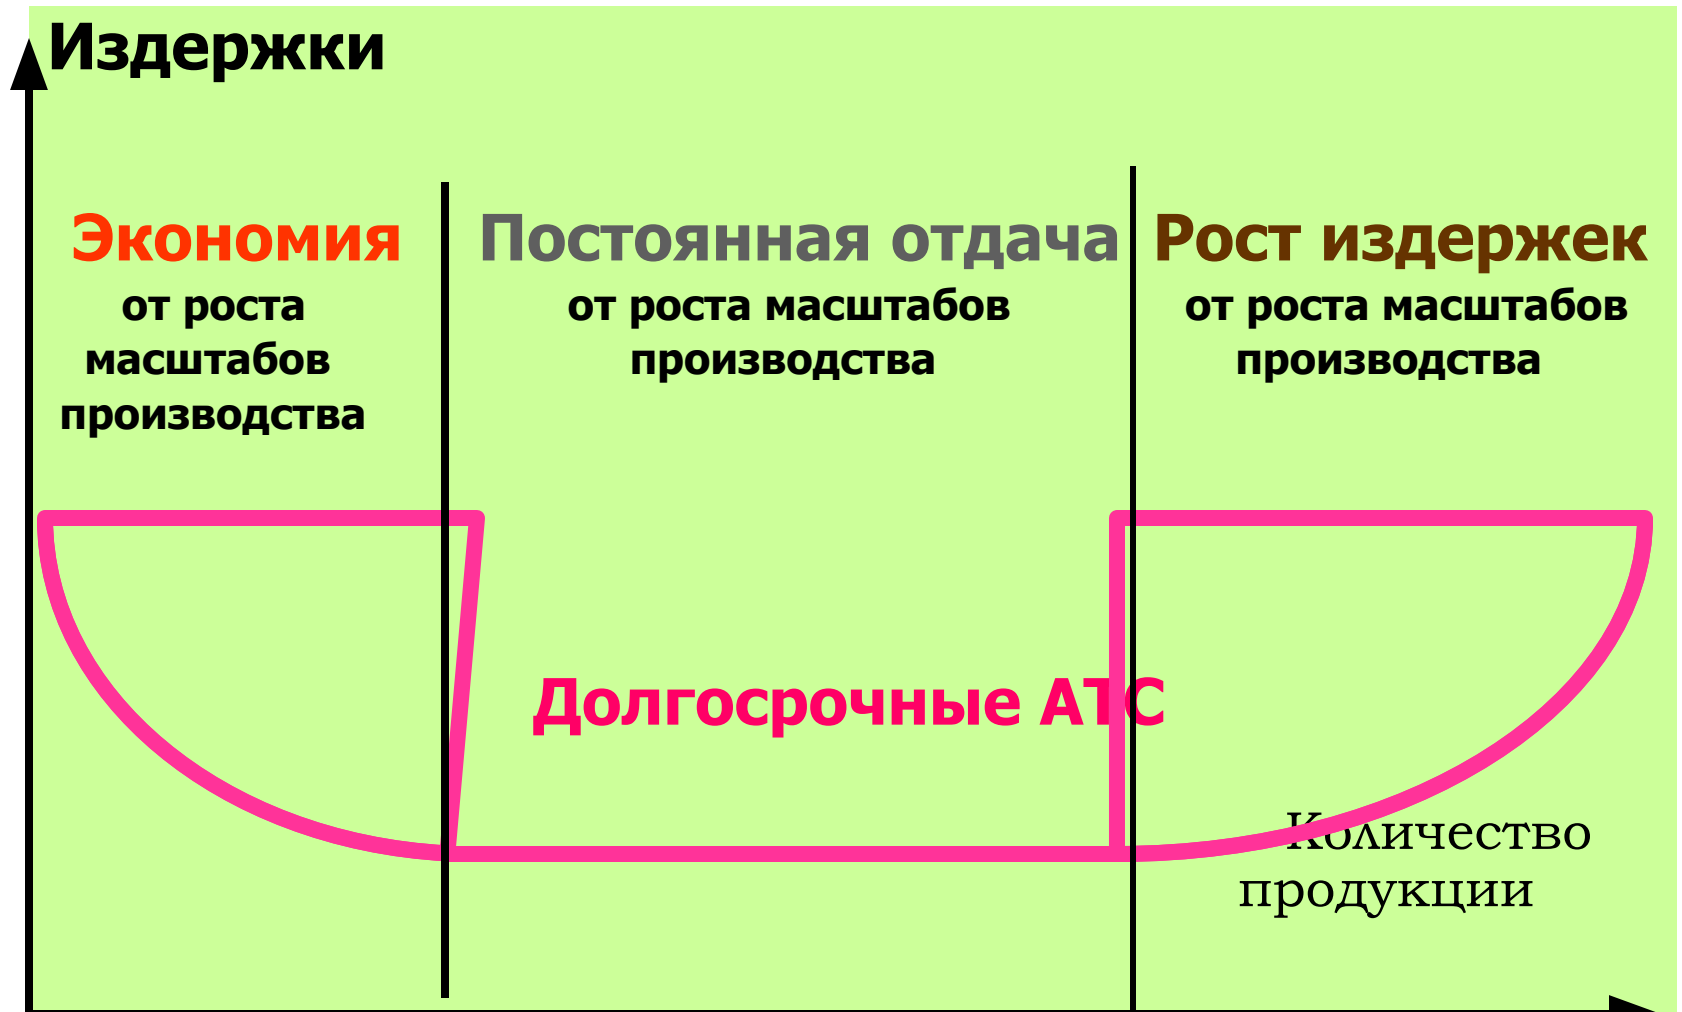 Издержки
Экономия
от роста
масштабов
производства
Постоянная отдача
от роста масштабов
производства
Рост издержек
от роста масштабов
производства
Долгосрочные АТС
Количество
продукции